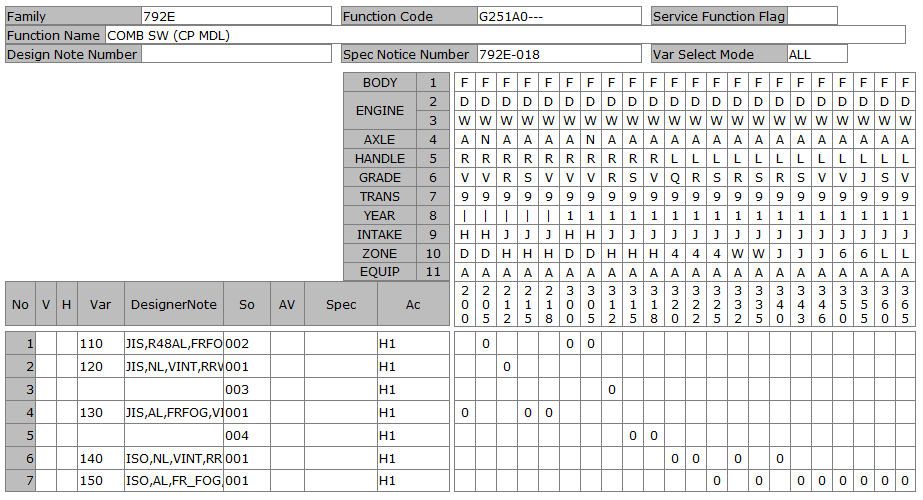 Family 792E Function Code G251A0--- Service Function Flag
Function Name COMB SW (CP MDL)
Design Note Number Spec Notice Number 792E-018 Var Select Mode ALL
BODY 1 F F F F F F F F F F F F F F F F F F F F F F
ENGINE 2 D D D D D D D D D D D D D D D D D D D D D D
3 W W W W W W W W W W W W W W W W W W W W W W
AXLE 4 A N A A A A N A A A A A A A A A A A A A A A
HANDLE 5 R R R R R R R R R R L L L L L L L L L L L L
GRADE 6 V V R S V V V R S V Q R S R S R S V V J S V
TRANS 7 9 9 9 9 9 9 9 9 9 9 9 9 9 9 9 9 9 9 9 9 9 9
YEAR 8 | | | | | 1 1 1 1 1 1 1 1 1 1 1 1 1 1 1 1 1
INTAKE 9 H H J J J H H J J J J J J J J J J J J J J J
ZONE 10 D D H H H D D H H H 4 4 4 W W J J J 6 6 L L
EQUIP 11 A A A A A A A A A A A A A A A A A A A A A A
No V H Var DesignerNote So AV Spec Ac 200 205 212 215 218 300 305 312 315 318 320 322 325 332 335 340 343 346 350 355 360 365
1 110 JIS,R48AL,FRFO 002 H1 0 0 0
2 120 JIS,NL,VINT,RRW 001 H1 0
3 003 H1 0
4 130 JIS,AL,FRFOG,VI 001 H1 0 0 0
5 004 H1 0 0
6 140 ISO,NL,VINT,RR 001 H1 0 0 0 0
7 150 ISO,AL,FR_FOG, 001 H1 0 0 0 0 0 0 0 0